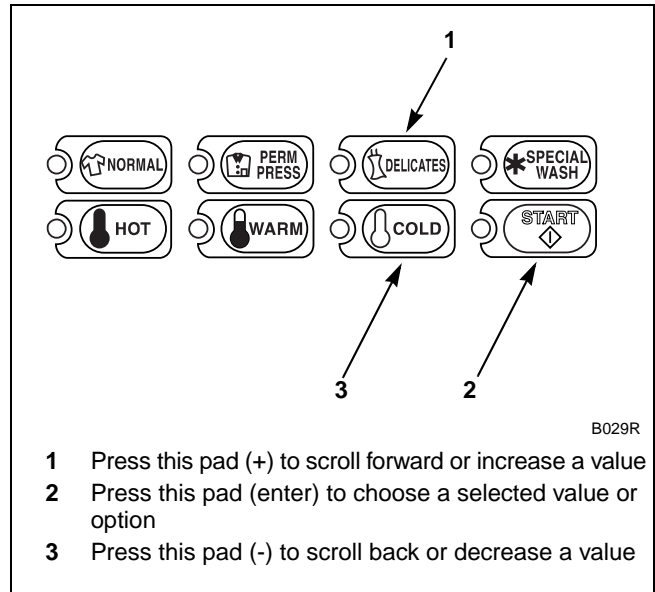 1
NORMAL
PERM
PRESS
DELICATES
SPECIAL
WASH
HOT
WARM
COLD
START
3
2
B029R
1 Press this pad (+) to scroll forward or increase a value
2 Press this pad (enter) to choose a selected value or
option
3 Press this pad (-) to scroll back or decrease a value